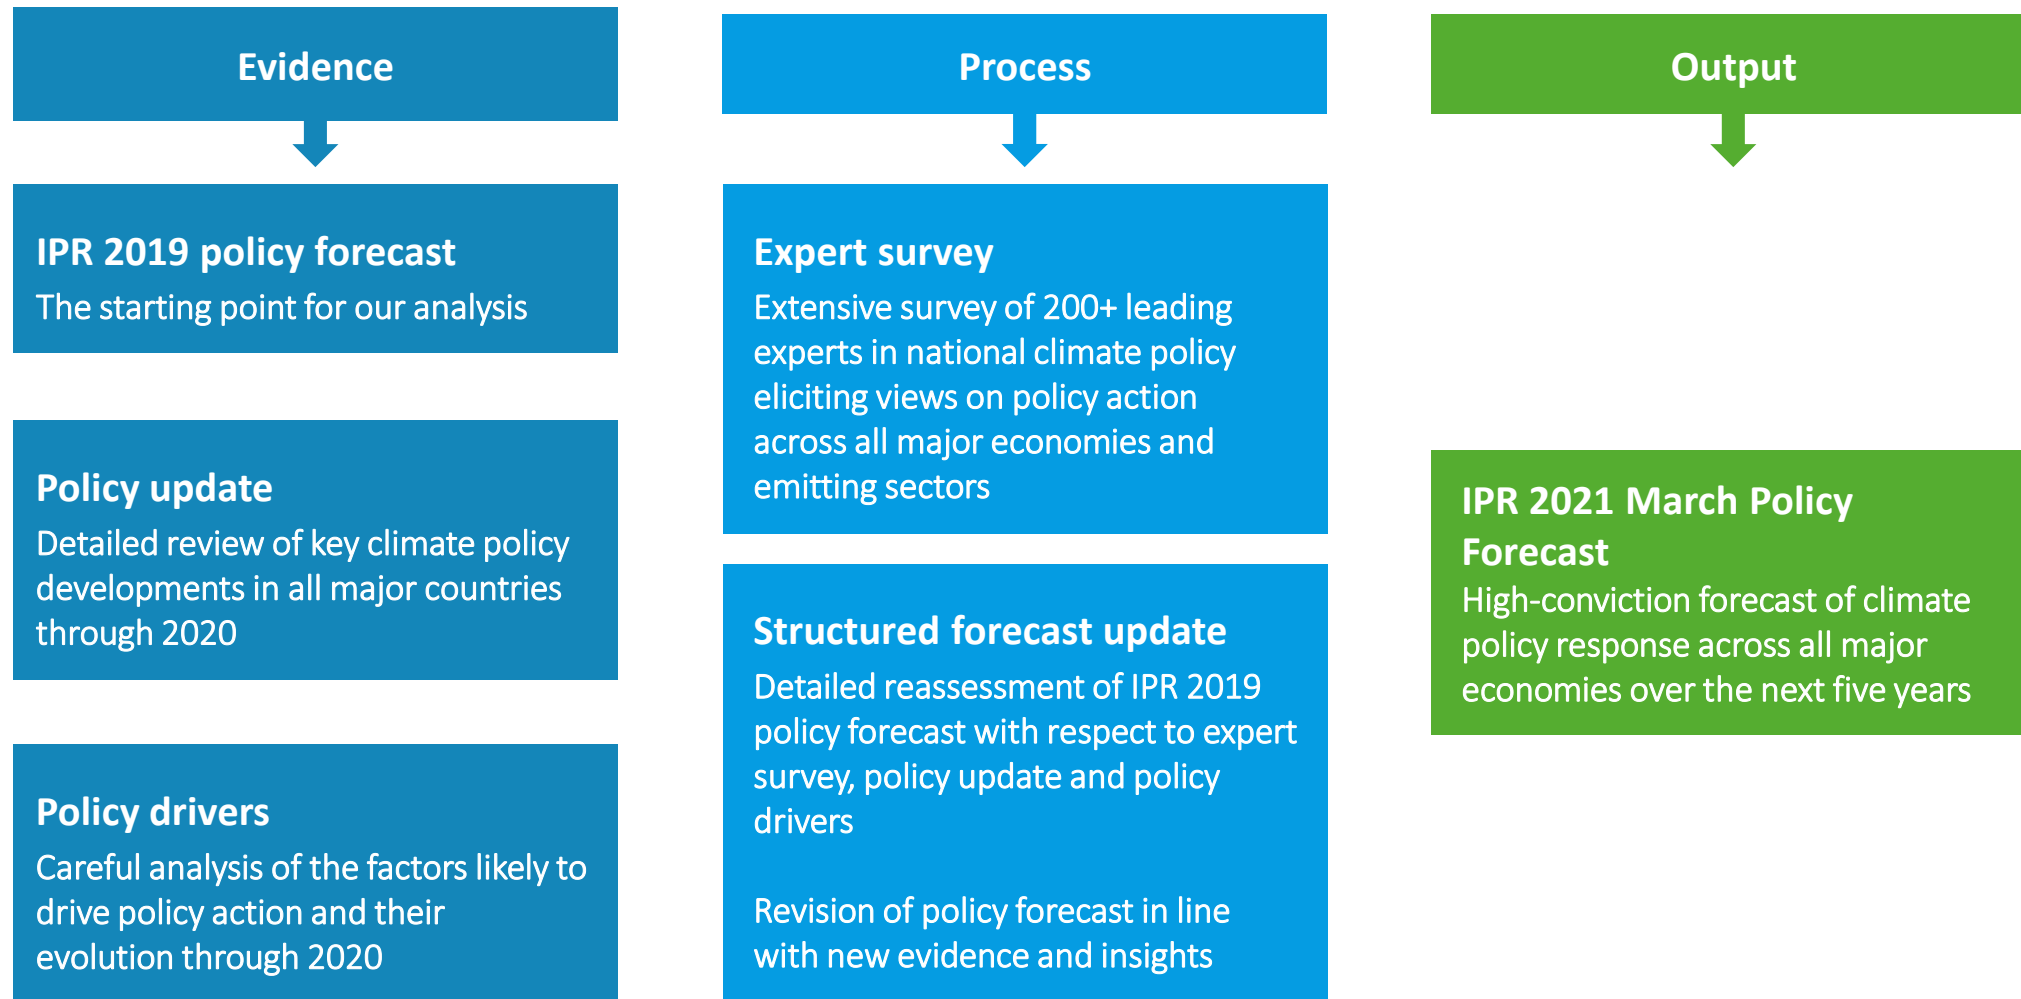 Evidence
IPR 2019 policy forecast
The starting point for our analysis
Policy update
Detailed review of key climate policy
developments in all major countries
through 2020
Policy drivers
Careful analysis of the factors likely to
drive policy action and their
evolution through 2020
Process
Expert survey
Extensive survey of 200+ leading
experts in national climate policy
eliciting views on policy action
across all major economies and
emitting sectors
Structured forecast update
Detailed reassessment of IPR 2019
policy forecast with respect to expert
survey, policy update and policy
drivers
Revision of policy forecast in line
with new evidence and insights
Output
IPR 2021 March Policy
Forecast
High-conviction forecast of climate
policy response across all major
economies over the next five years